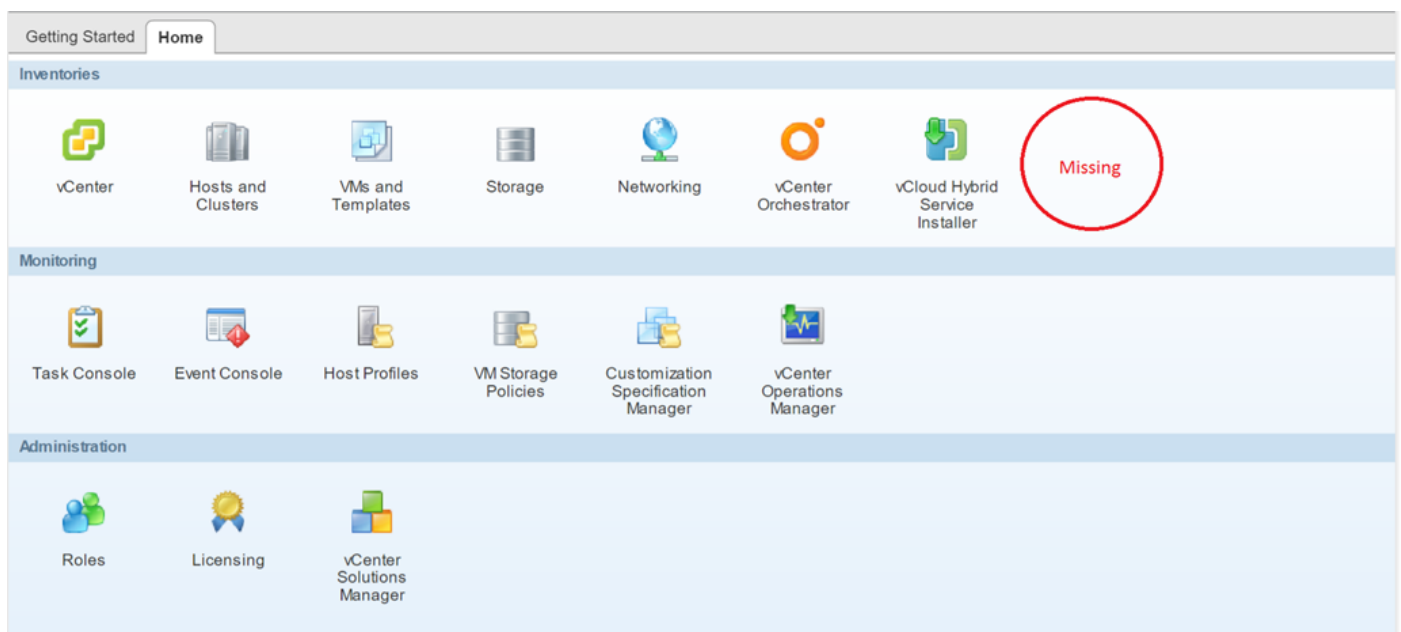 Getting Started Home
Inventories
vCenter
Hosts and
Clusters
VMs and
Templates
Storage
Networking
vCenter
Orchestrator
vCloud Hybrid
Service
Installer
Missing
Monitoring
Task Console
Event Console
Host Profiles
VM Storage
Policies
Customization
Specification
Manager
vCenter
Operations
Manager
Administration
Roles
Licensing
vCenter
Solutions
Manager